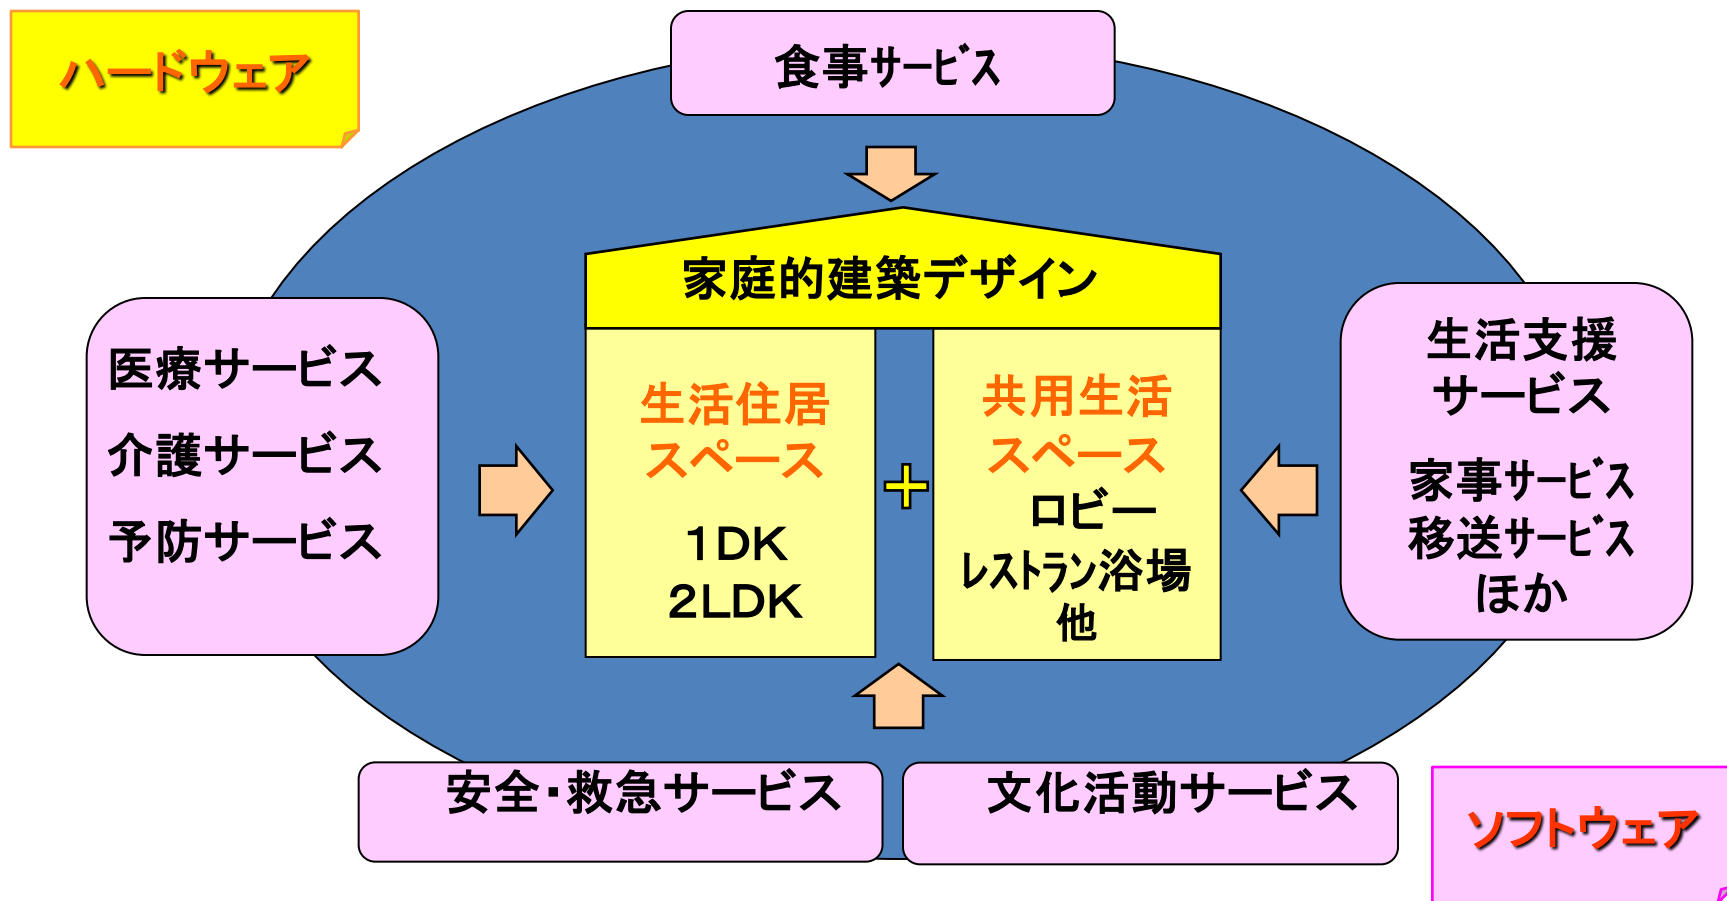 ハードウェア
食事ｻｰﾋﾞｽ
家庭的建築デザイン
医療サービス
介護サービス
予防サービス
生活住居
スペース
１DK
２LDK
＋
共用生活
スペース
ロビー
ﾚｽﾄﾗﾝ浴場
他
生活支援
サービス
家事ｻｰﾋﾞｽ
移送ｻｰﾋﾞｽ
ほか
安全・救急サービス
文化活動サービス
ソフトウェア